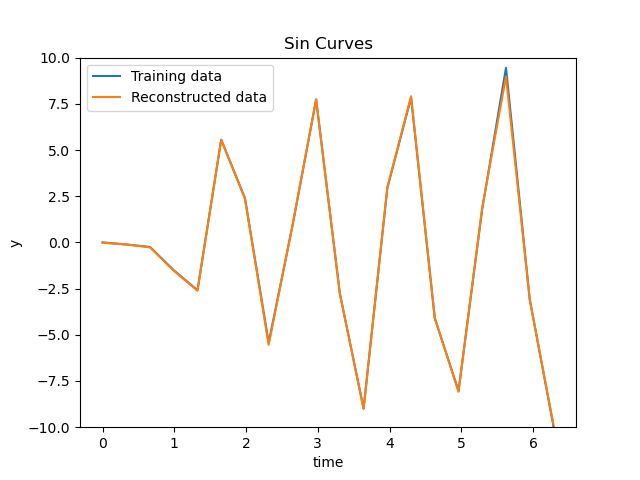 Sin Curves
Training data
Reconstructed data
10.0
7.5
5.0
2.5
0.0
−2.5
−5.0
−7.5
−10.0
y
0 1 2 3 4 5 6
time